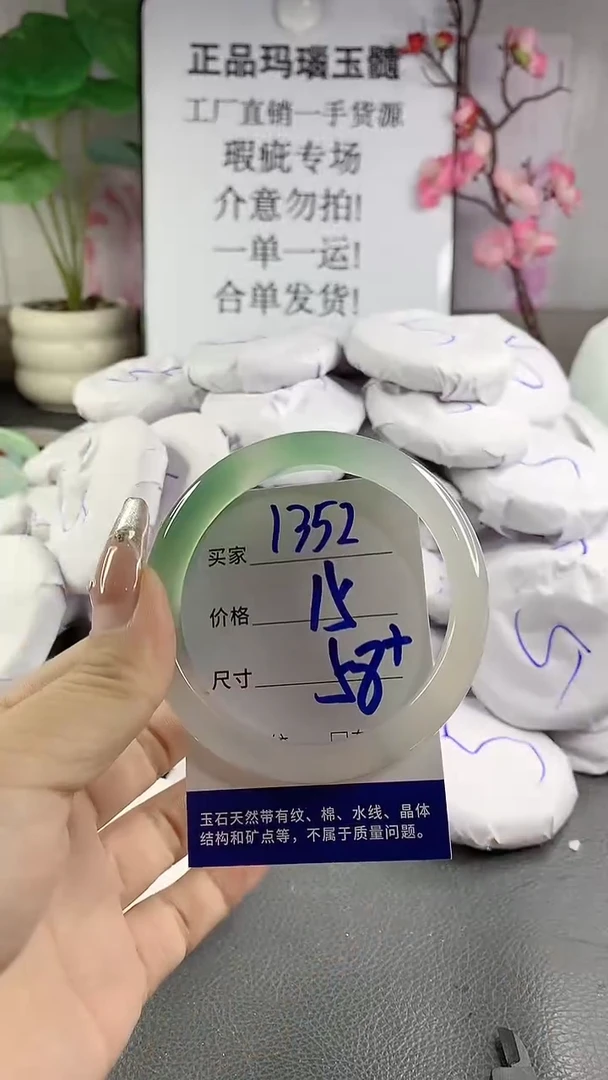 正品玛瑙玉髓
工厂直销一手货源
瑕疵专场
介意勿拍!
一单一运!
合单发货!
买家 1352
价格 15
尺寸 58+
玉石天然带有纹、棉、水线、晶体
结构和矿点等，不属于质量问题。